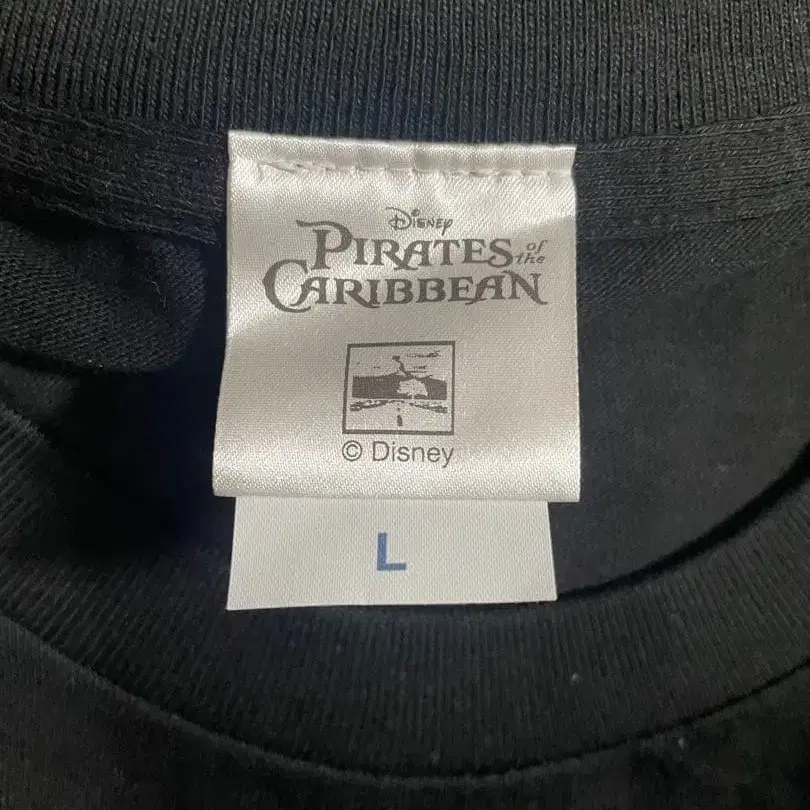 Disney
PIRATES of the
CARIBBEAN
© Disney
L